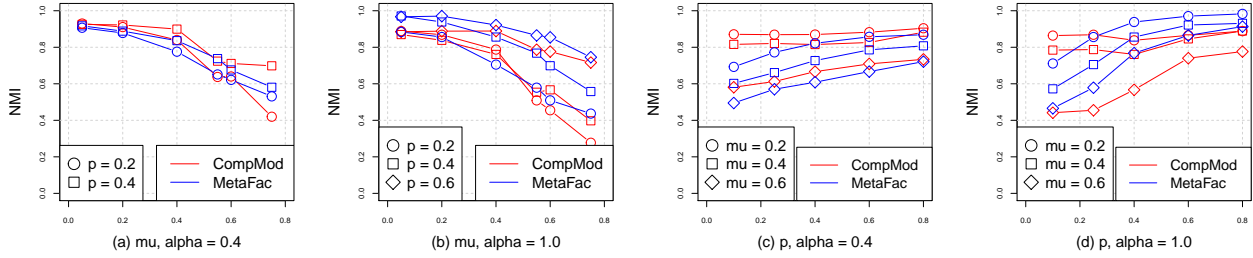 NMI
1.0
0.8
0.6
0.4
0.2
0.0
p = 0.2
p = 0.4
CompMod
MetaFac
0.0 0.2 0.4 0.6 0.8
(a) mu, alpha = 0.4
NMI
1.0
0.8
0.6
0.4
0.2
0.0
p = 0.2
p = 0.4
p = 0.6
CompMod
MetaFac
0.0 0.2 0.4 0.6 0.8
(b) mu, alpha = 1.0
NMI
1.0
0.8
0.6
0.4
0.2
0.0
mu = 0.2
mu = 0.4
mu = 0.6
CompMod
MetaFac
0.0 0.2 0.4 0.6 0.8
(c) p, alpha = 0.4
NMI
1.0
0.8
0.6
0.4
0.2
0.0
mu = 0.2
mu = 0.4
mu = 0.6
CompMod
MetaFac
0.0 0.2 0.4 0.6 0.8
(d) p, alpha = 1.0